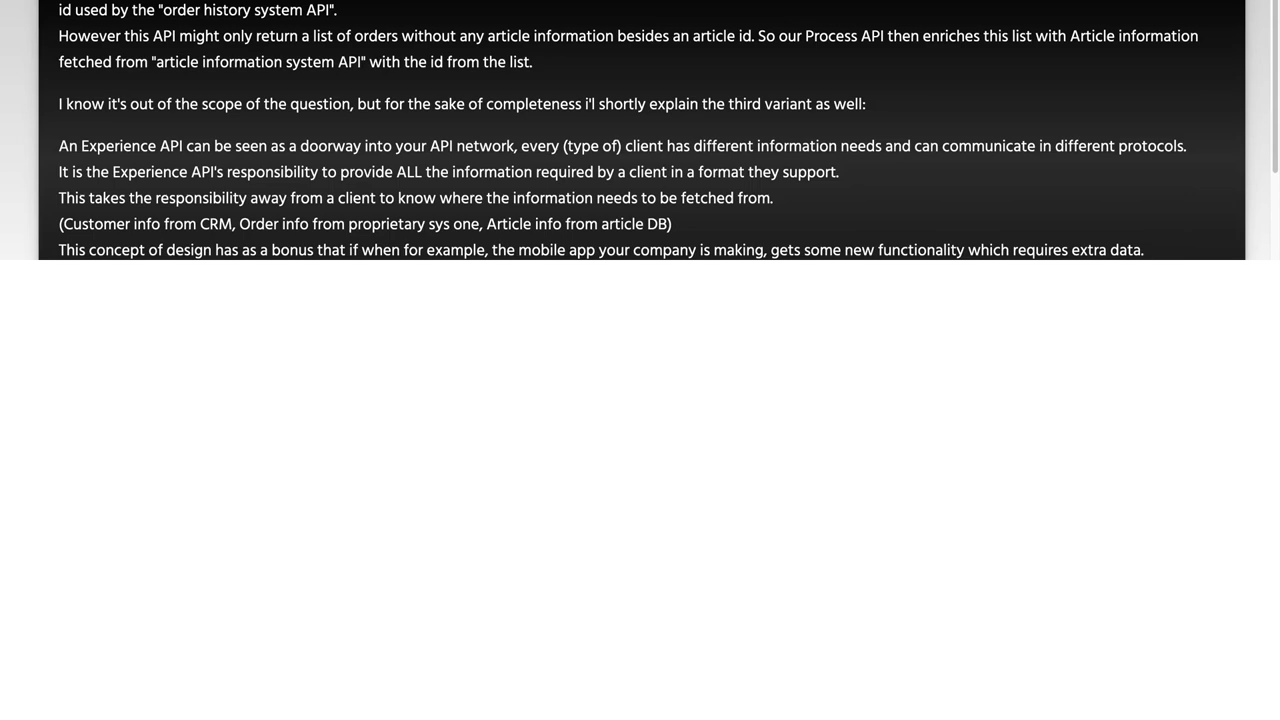 id used by the "order history system API".
However this API might only return a list of orders without any article information besides an article id. So our Process API then enriches this list with Article information
fetched from "article information system API" with the id from the list.
I know it's out of the scope of the question, but for the sake of completeness i'l shortly explain the third variant as well:
An Experience API can be seen as a doorway into your API network, every (type of) client has different information needs and can communicate in different protocols.
It is the Experience API's responsibility to provide ALL the information required by a client in a format they support.
This takes the responsibility away from a client to know where the information needs to be fetched from.
(Customer info from CRM, Order info from proprietary sys one, Article info from article DB)
This concept of design has as a bonus that if when for example, the mobile app your company is making, gets some new functionality which requires extra data.